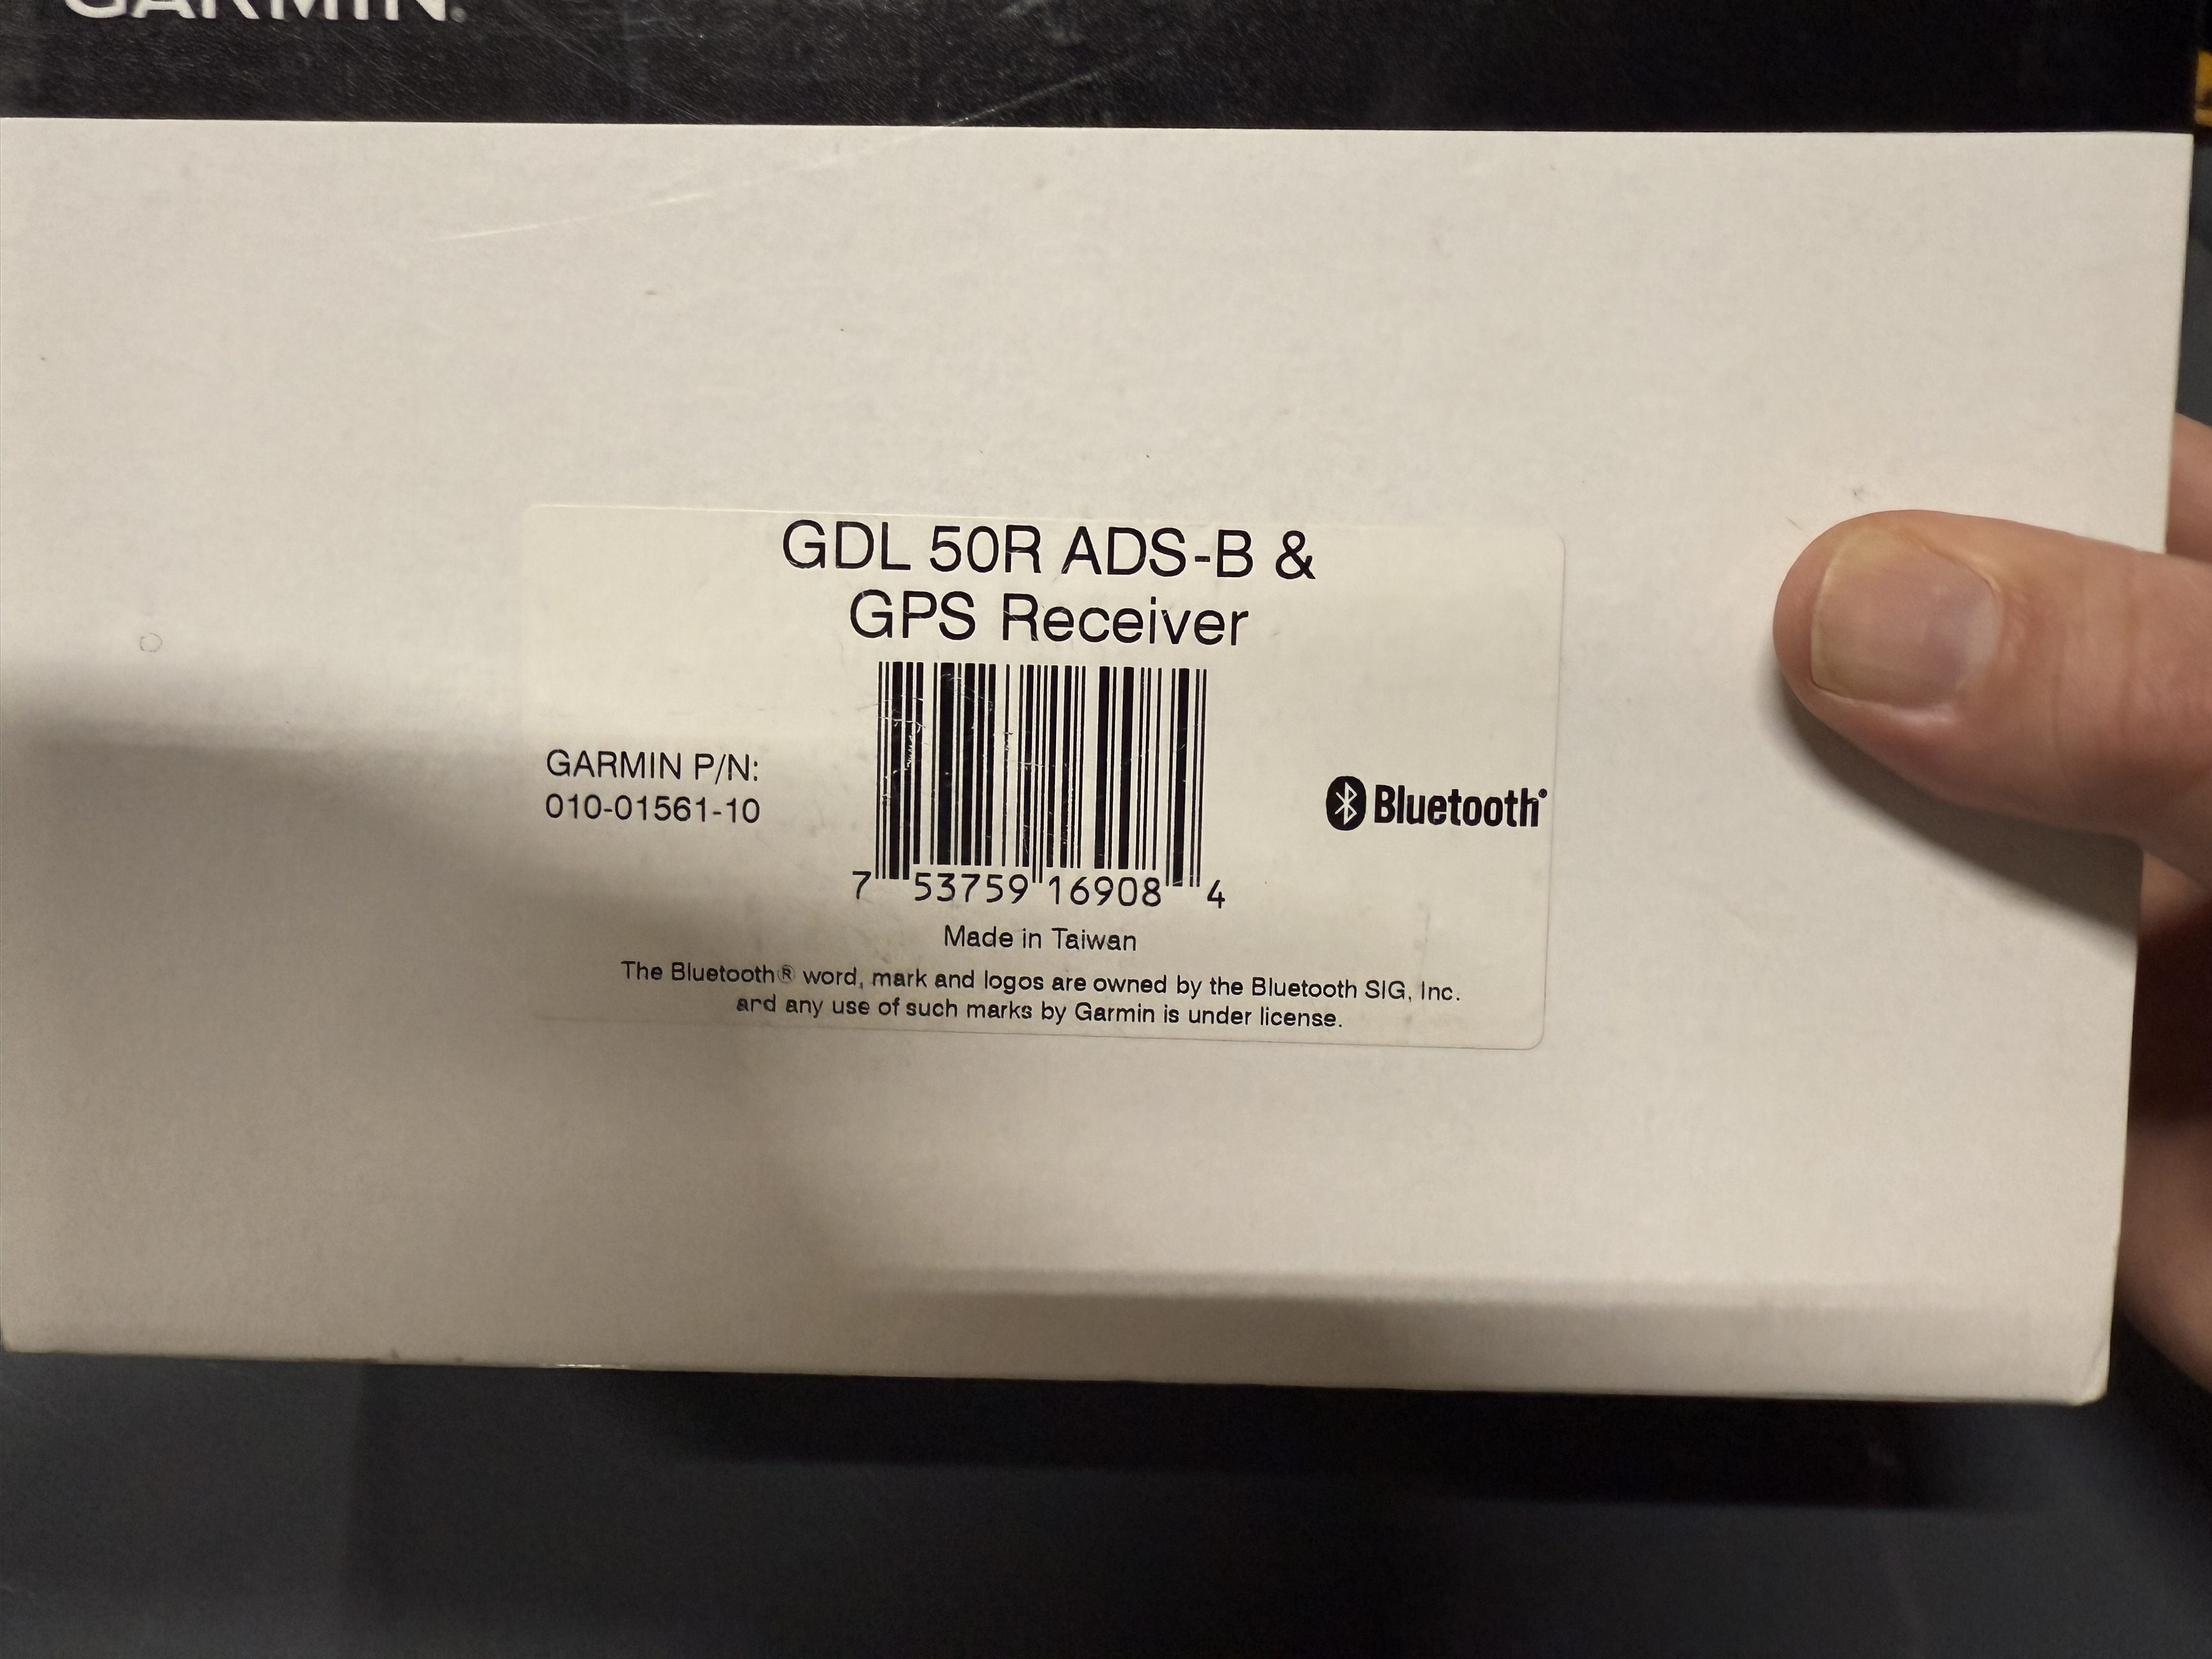 GARMIN®
GDL 50R ADS-B &
GPS Receiver
GARMIN P/N:
010-01561-10
Bluetooth®
7 53759 16908 4
Made in Taiwan
The Bluetooth® word, mark and logos are owned by the Bluetooth SIG, Inc.
and any use of such marks by Garmin is under license.